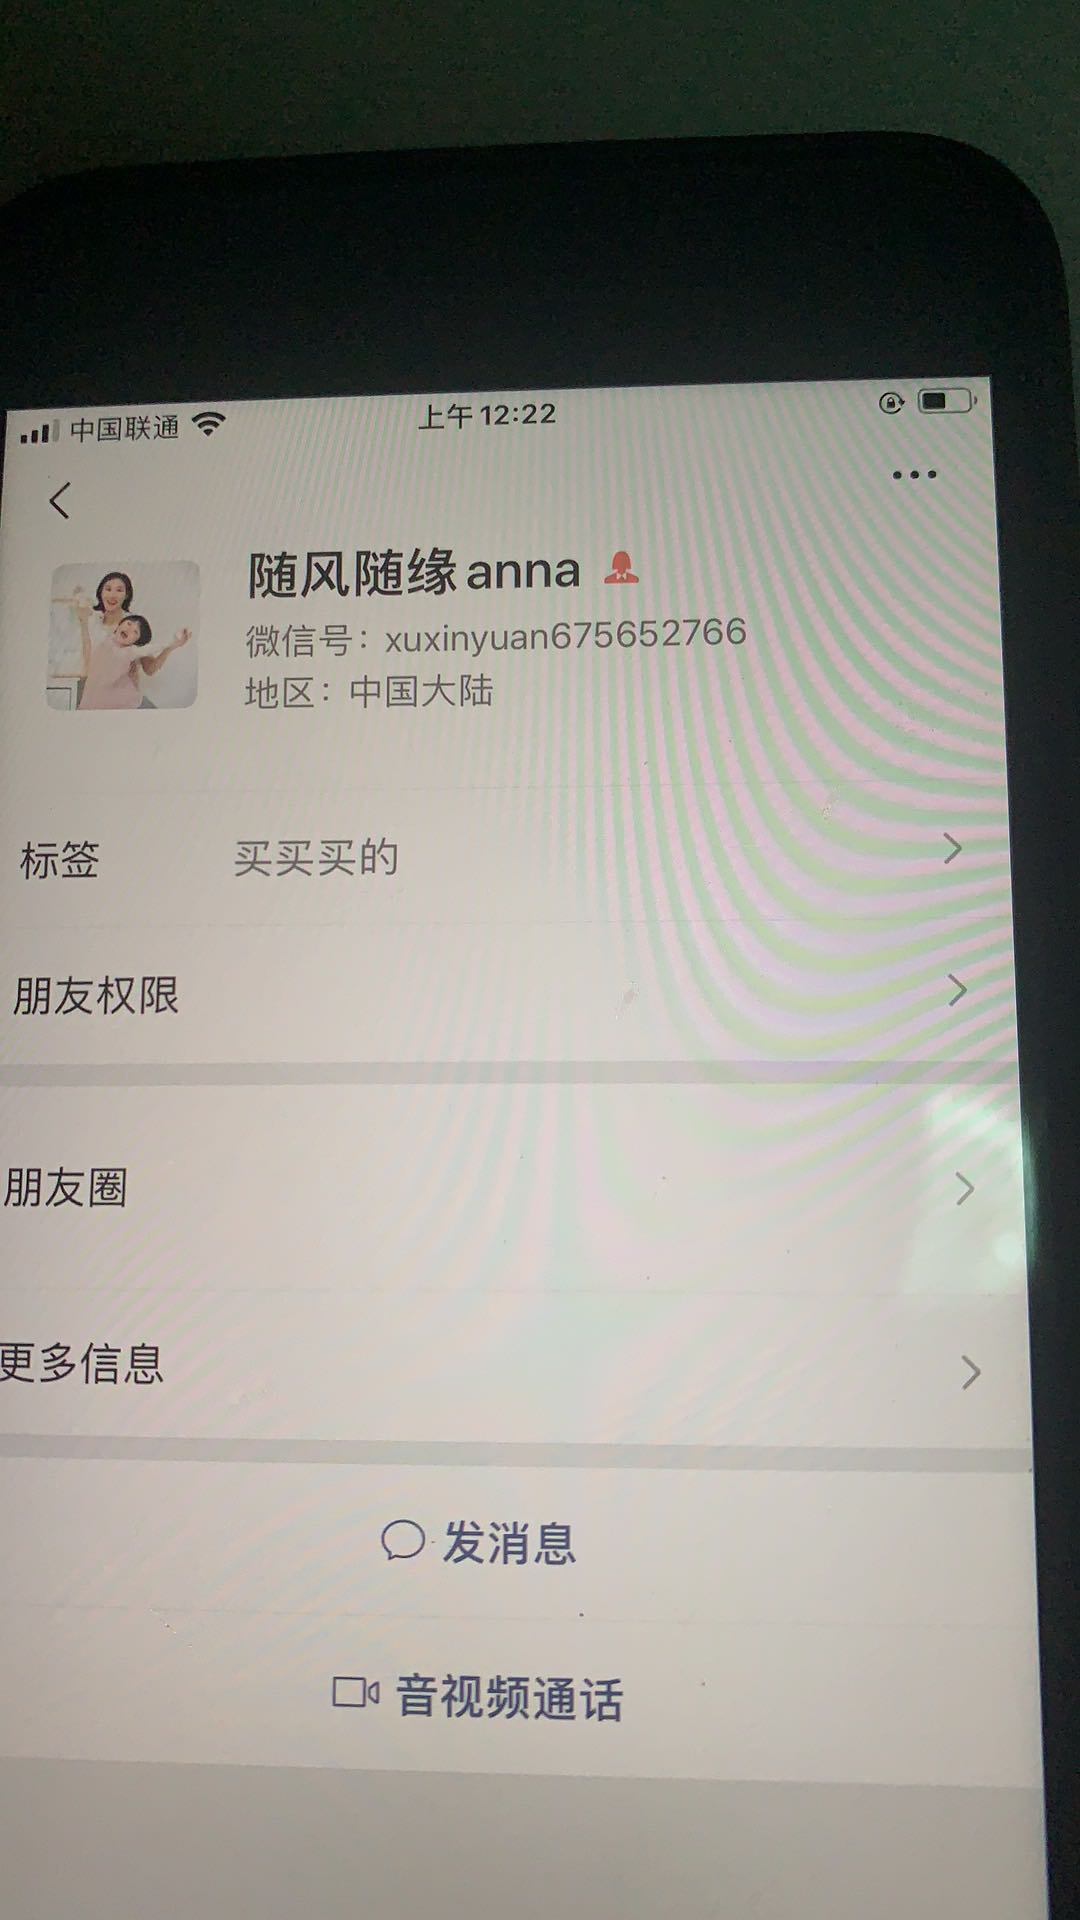 中国联通
上午12:22
随风随缘anna
微信号：xuxinyuan675652766
地区：中国大陆
标签 买买买的
朋友权限
朋友圈
更多信息
发消息
音视频通话